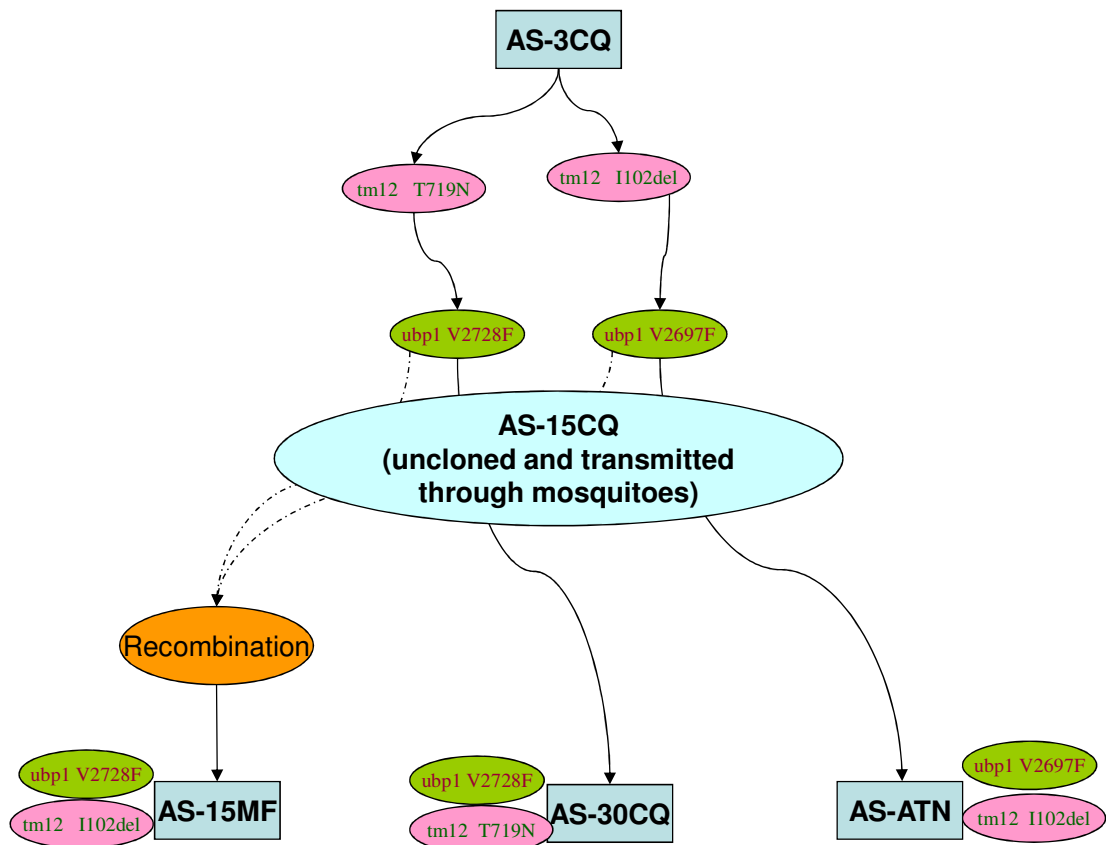 AS-3CQ
tm12 T719N
tm12 I102del
ubp1 V2728F
ubp1 V2697F
AS-15CQ
(uncloned and transmitted
through mosquitoes)
Recombination
ubp1 V2728F
tm12 I102del
AS-15MF
ubp1 V2728F
tm12 T719N
AS-30CQ
AS-ATN
ubp1 V2697F
tm12 I102del